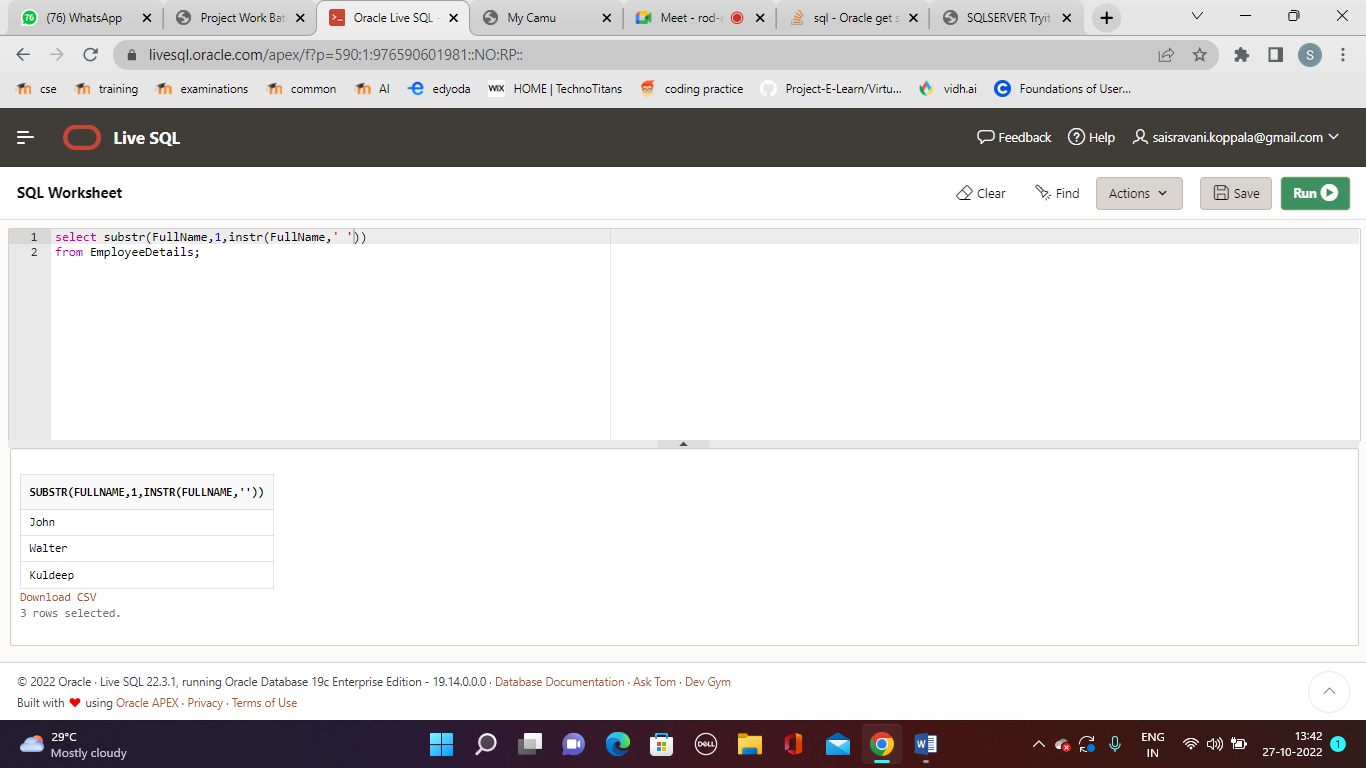 76 (76) WhatsApp Project Work Bat Oracle Live SQL - My Camu Meet - rod-e sql - Oracle get s SQLSERVER Tryit
livesql.oracle.com/apex/f?p=590:1:976590601981::NO:RP:: S
cse training examinations common AI edyoda WIX HOME | TechnoTitans coding practice Project-E-Learn/Virtu... vidh.ai Foundations of User...
Live SQL Feedback Help saisravani.koppala@gmail.com
SQL Worksheet Clear Find Actions Save Run
1 select substr(FullName,1,instr(FullName,' '))
2 from EmployeeDetails;
SUBSTR(FULLNAME,1,INSTR(FULLNAME,''))
John
Walter
Kuldeep
Download CSV
3 rows selected.
© 2022 Oracle · Live SQL 22.3.1, running Oracle Database 19c Enterprise Edition - 19.14.0.0.0 · Database Documentation · Ask Tom · Dev Gym
Built with ♥ using Oracle APEX · Privacy · Terms of Use
29°C
Mostly cloudy
DELL
ENG
IN
13:42
27-10-2022
1